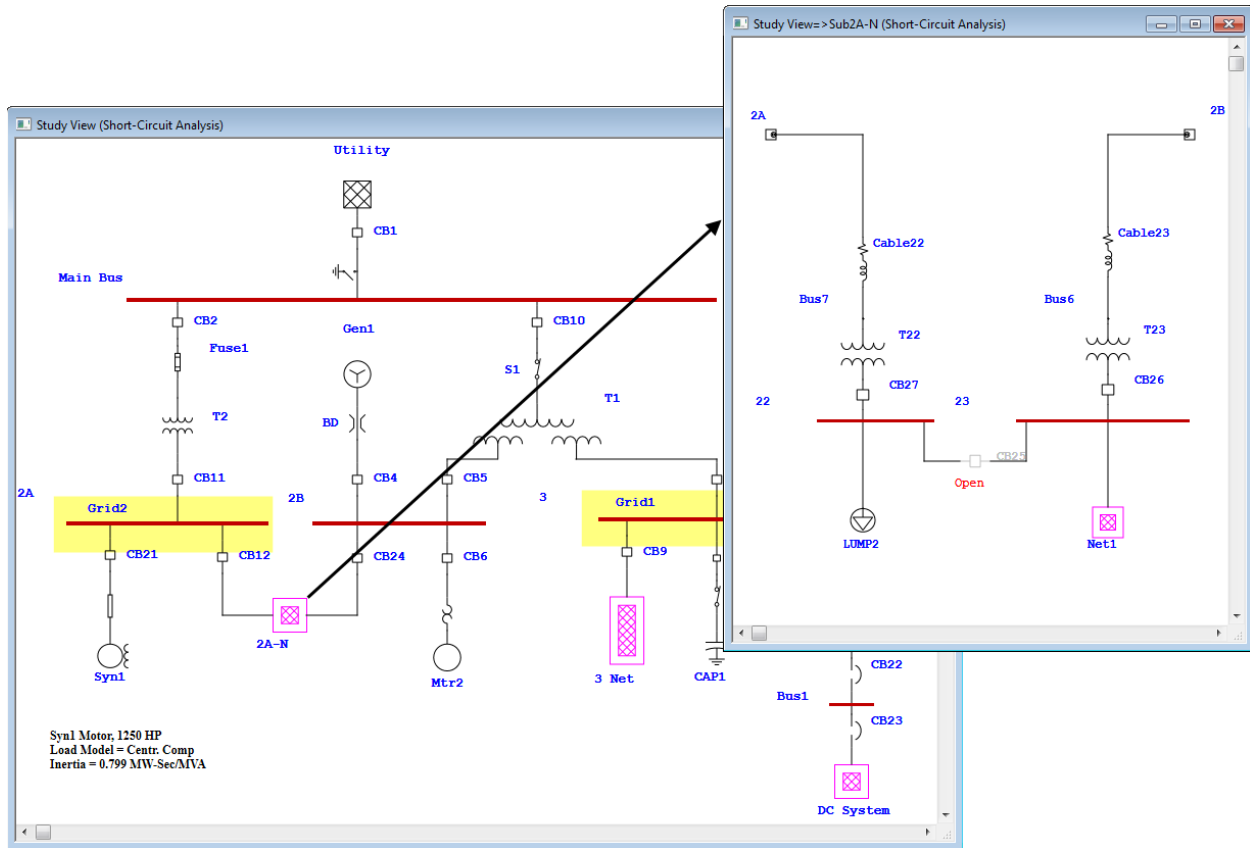 Study View=>Sub2A-N (Short-Circuit Analysis)
2A
2B
Cable22
Cable23
Bus7
Bus6
T22
T23
CB27
CB26
22
23
CB25
Open
LUMP2
Net1
Study View (Short-Circuit Analysis)
Utility
CB1
Main Bus
CB2
Gen1
CB10
Fuse1
S1
T2
BD
T1
CB11
CB4
CB5
2A
Grid2
2B
3
Grid1
CB21
CB12
CB24
CB6
CB9
2A-N
Syn1
Mtr2
3 Net
CAP1
CB22
Bus1
CB23
DC System
Syn1 Motor, 1250 HP
Load Model = Centr. Comp
Inertia = 0.799 MW-Sec/MVA